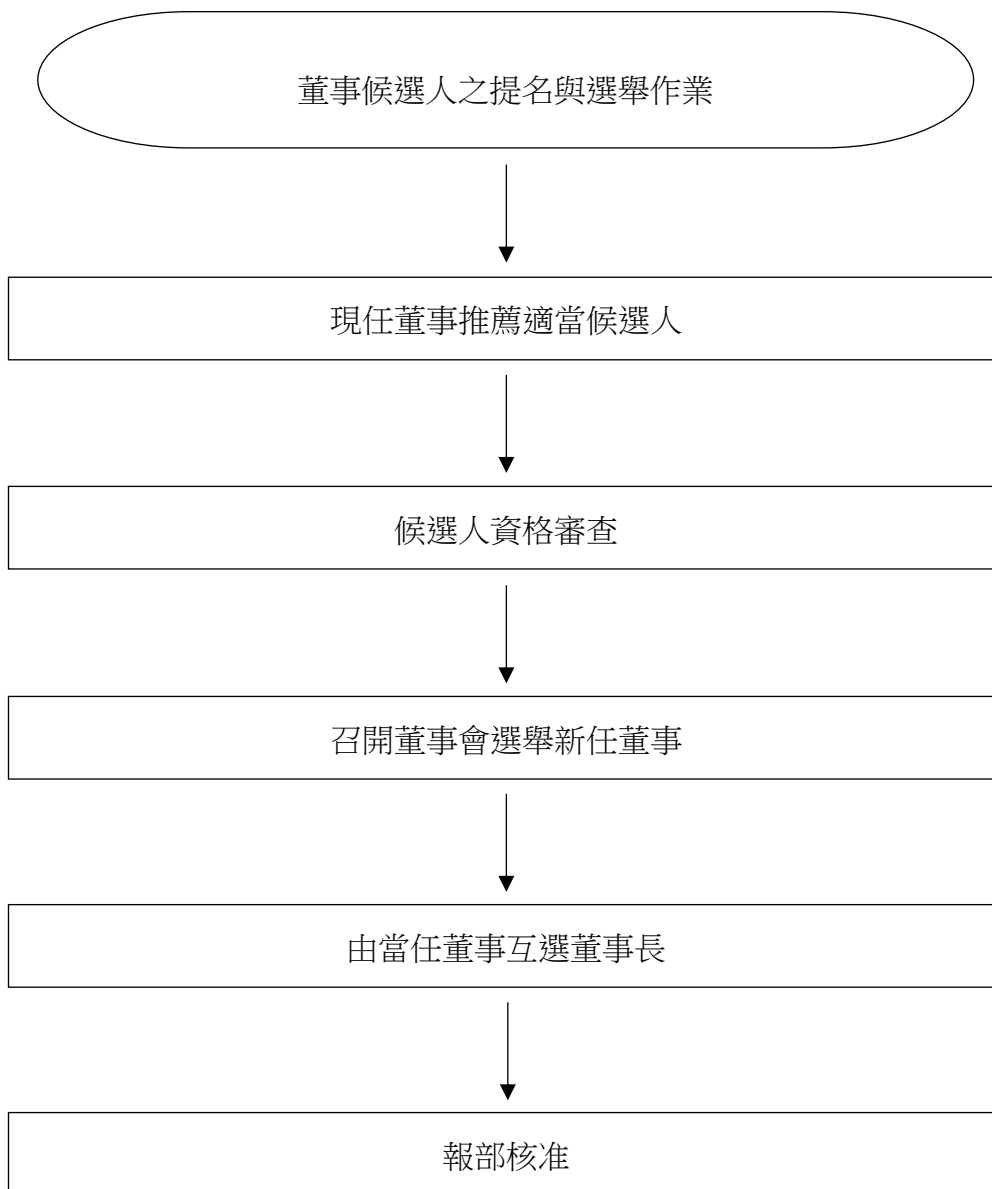 董事候選人之提名與選舉作業
現任董事推薦適當候選人
候選人資格審查
召開董事會選舉新任董事
由當任董事互選董事長
報部核准